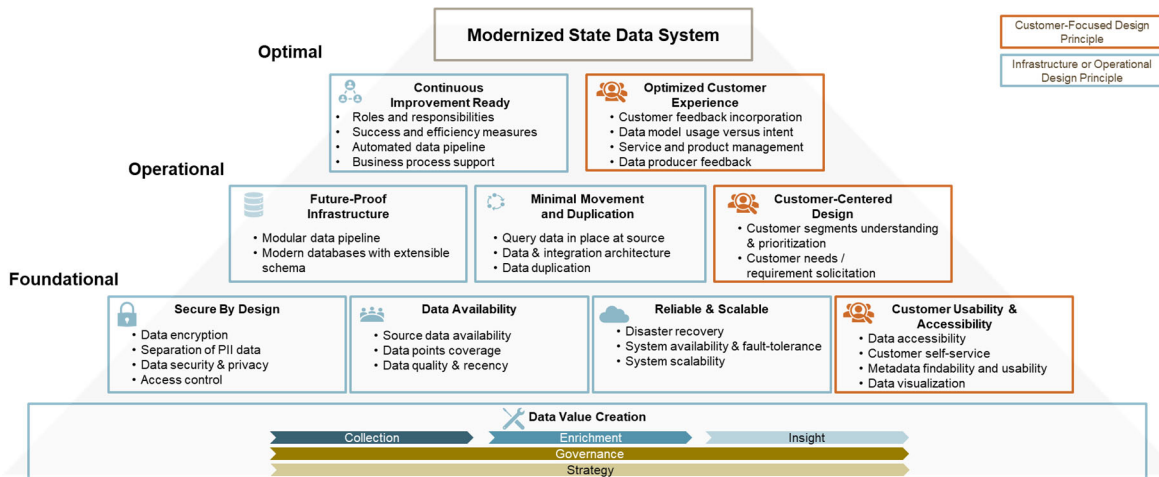 Modernized State Data System
Customer-Focused Design
Principle
Infrastructure or Operational
Design Principle
Optimal
Continuous
Improvement Ready
• Roles and responsibilities
• Success and efficiency measures
• Automated data pipeline
• Business process support
Optimized Customer
Experience
• Customer feedback incorporation
• Data model usage versus intent
• Service and product management
• Data producer feedback
Operational
Future-Proof
Infrastructure
• Modular data pipeline
• Modern databases with extensible
schema
Minimal Movement
and Duplication
• Query data in place at source
• Data & integration architecture
• Data duplication
Customer-Centered
Design
• Customer segments understanding
& prioritization
• Customer needs /
requirement solicitation
Foundational
Secure By Design
• Data encryption
• Separation of PII data
• Data security & privacy
• Access control
Data Availability
• Source data availability
• Data points coverage
• Data quality & recency
Reliable & Scalable
• Disaster recovery
• System availability & fault-tolerance
• System scalability
Customer Usability &
Accessibility
• Data accessibility
• Customer self-service
• Metadata findability and usability
• Data visualization
Data Value Creation
Collection
Enrichment
Insight
Governance
Strategy